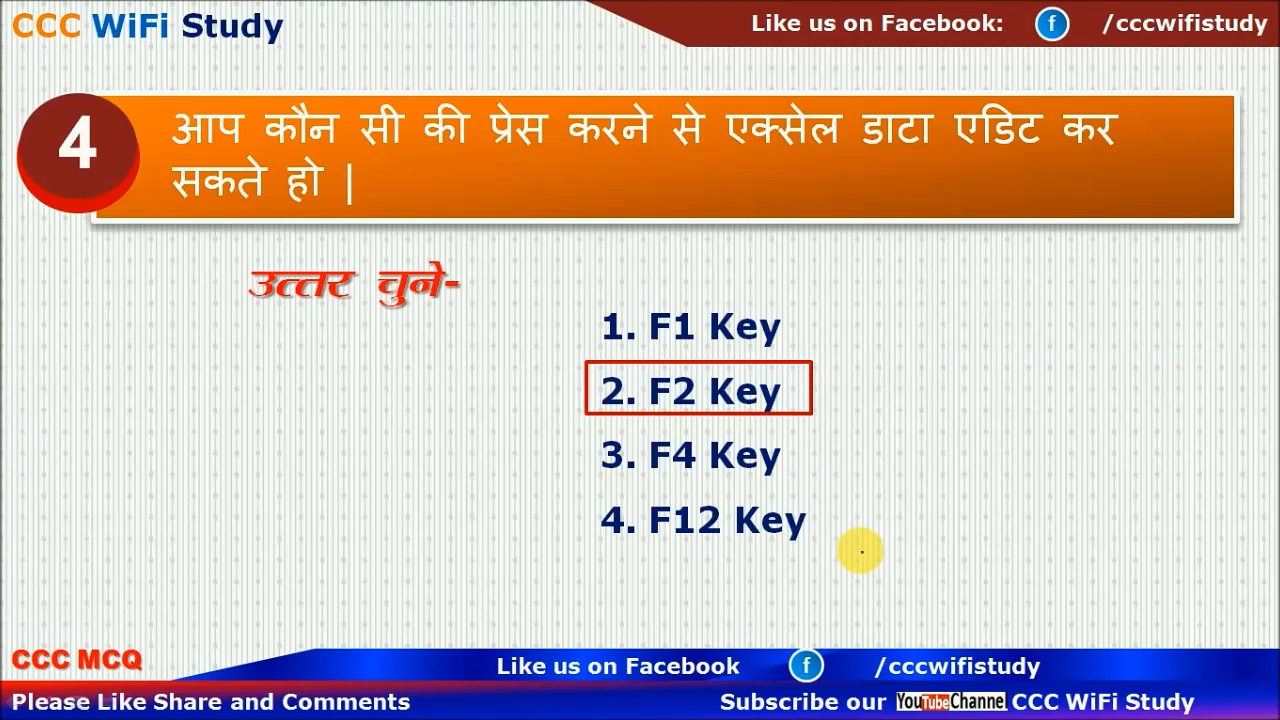 CCC WiFi Study
Like us on Facebook: f /cccwifistudy
4
आप कौन सी की प्रेस करने से एक्सेल डाटा एडिट कर
सकते हो |
उत्तर चुने-
1. F1 Key
2. F2 Key
3. F4 Key
4. F12 Key
CCC MCQ
Like us on Facebook f /cccwifistudy
Please Like Share and Comments
Subscribe our YouTube Channel CCC WiFi Study